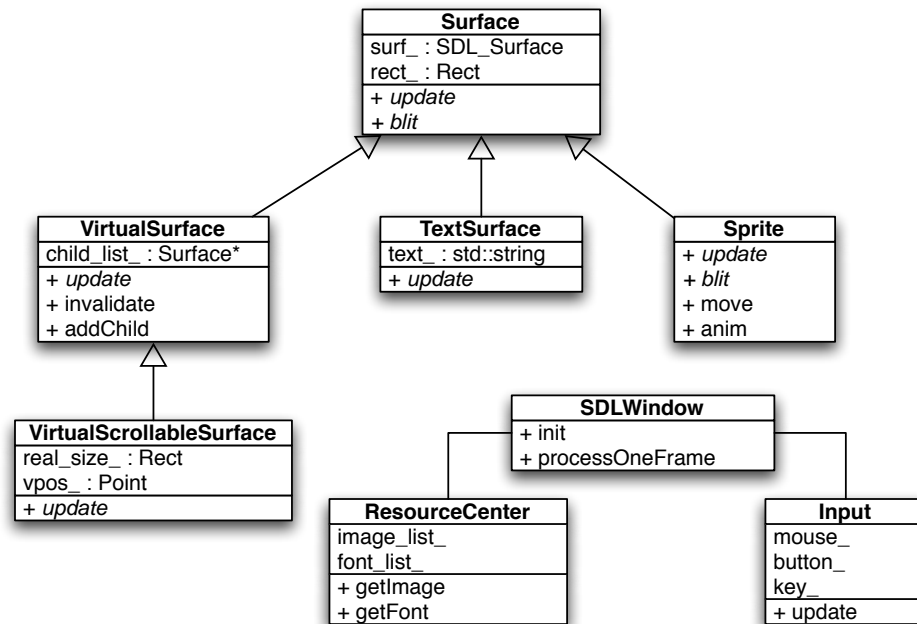 Surface
surf_ : SDL_Surface
rect_ : Rect
+ update
+ blit
VirtualSurface
child_list_ : Surface*
+ update
+ invalidate
+ addChild
TextSurface
text_ : std::string
+ update
Sprite
+ update
+ blit
+ move
+ anim
VirtualScrollableSurface
real_size_ : Rect
vpos_ : Point
+ update
SDLWindow
+ init
+ processOneFrame
ResourceCenter
image_list_
font_list_
+ getImage
+ getFont
Input
mouse_
button_
key_
+ update